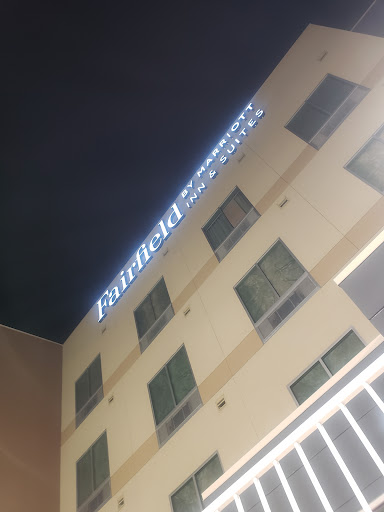 Fairfield
BY MARRIOTT
INN & SUITES